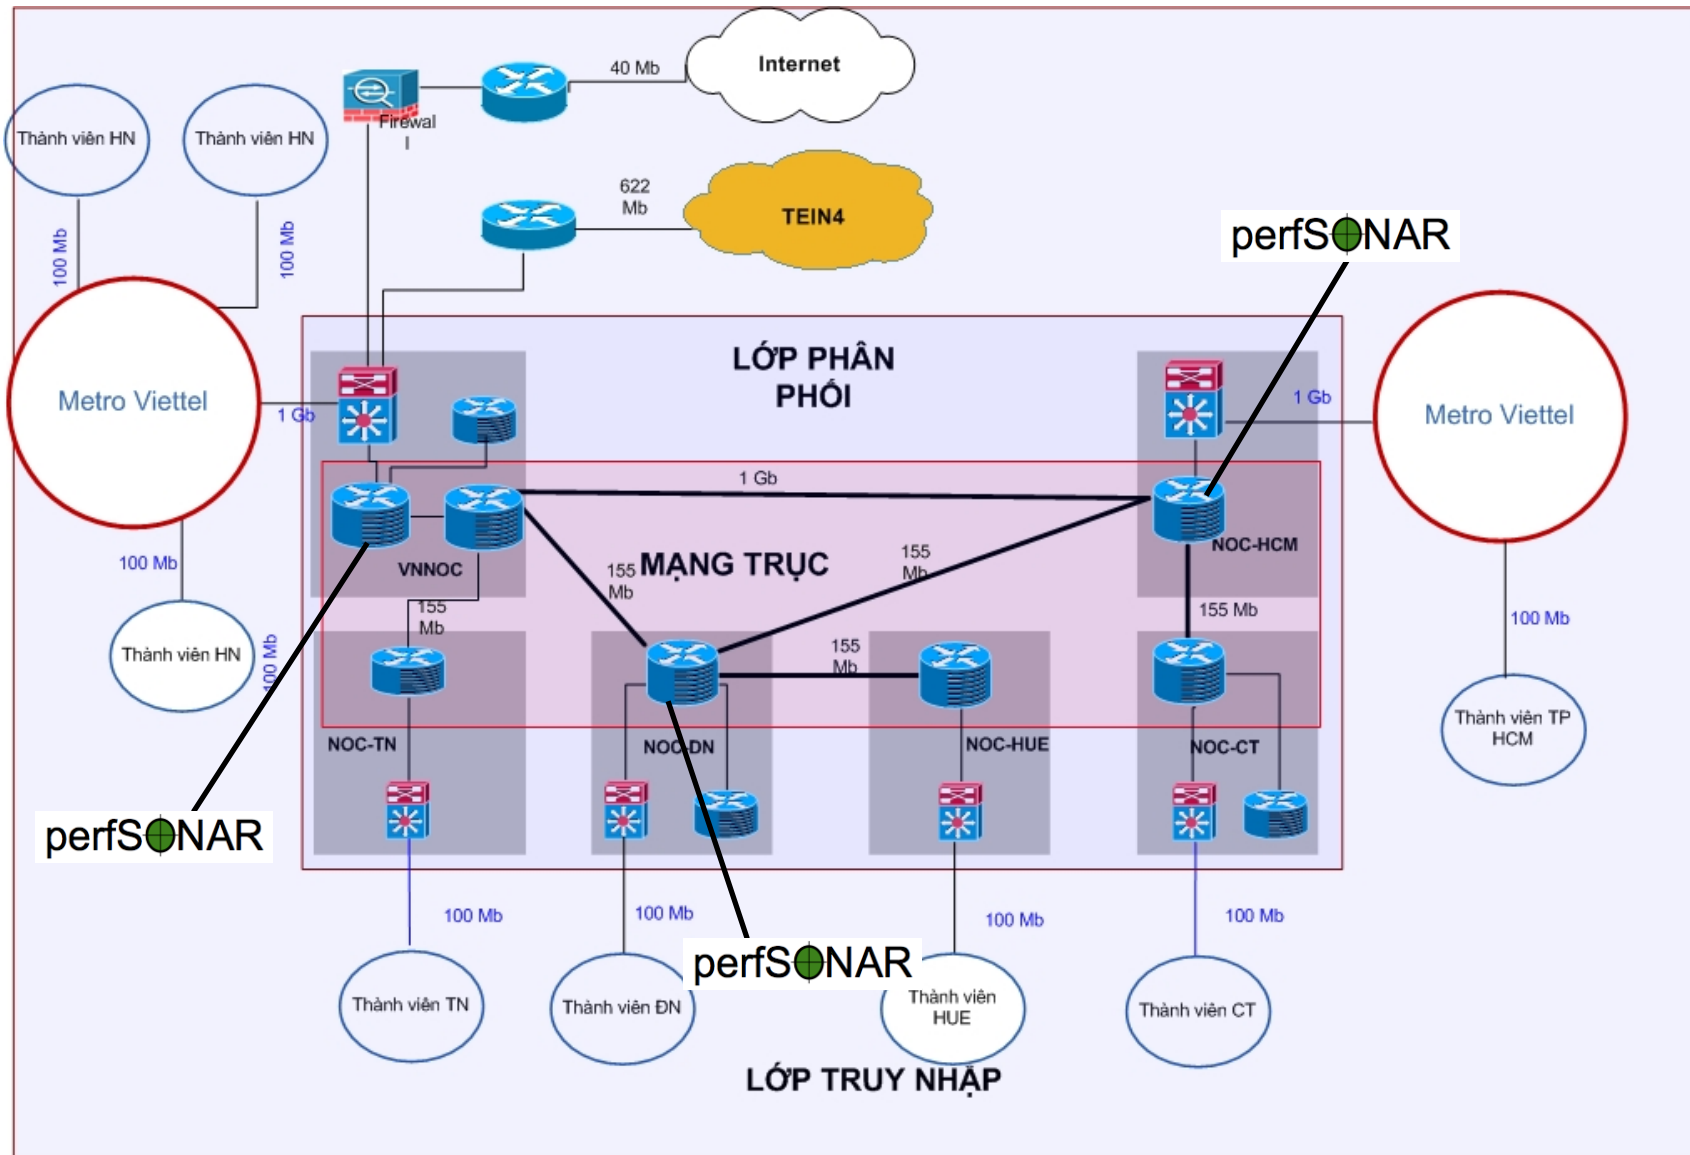 Internet
40 Mb
Firewal
l
Thành viên HN
Thành viên HN
622
Mb
TEIN4
perfSONAR
100 Mb
100 Mb
LỚP PHÂN
PHỐI
Metro Viettel
1 Gb
1 Gb
Metro Viettel
1 Gb
NOC-HCM
VNNOC
155
Mb
MẠNG TRỤC
155
Mb
100 Mb
155
Mb
155 Mb
100 Mb
Thành viên HN
100 Mb
155
Mb
Thành viên TP
HCM
NOC-TN
NOC-DN
NOC-HUE
NOC-CT
perfSONAR
100 Mb
100 Mb
100 Mb
100 Mb
perfSONAR
Thành viên TN
Thành viên ĐN
Thành viên
HUE
Thành viên CT
LỚP TRUY NHẬP